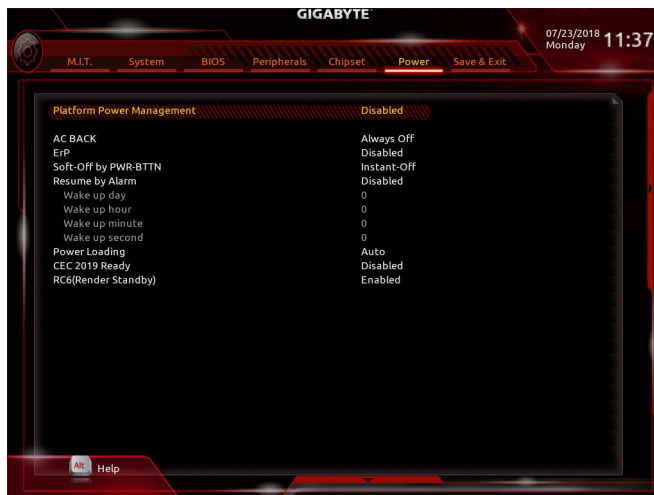 GIGABYTE™
07/23/2018 11:37
Monday
M.I.T. System BIOS Peripherals Chipset Power Save & Exit
Platform Power Management Disabled
AC BACK Always Off
ErP Disabled
Soft-Off by PWR-BTTN Instant-Off
Resume by Alarm Disabled
Wake up day 0
Wake up hour 0
Wake up minute 0
Wake up second 0
Power Loading Auto
CEC 2019 Ready Disabled
RC6(Render Standby) Enabled
Alt Help